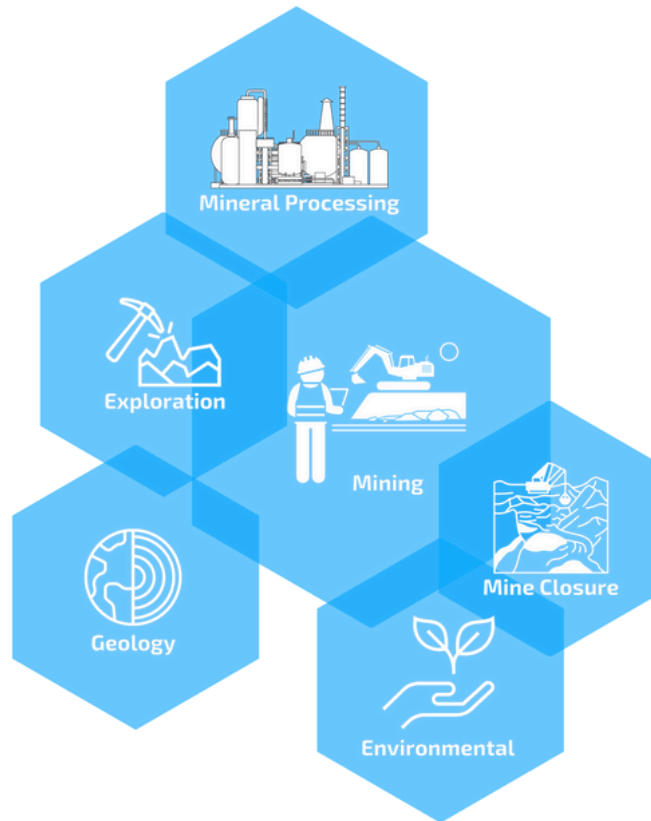 Mineral Processing
Exploration
Mining
Mine Closure
Geology
Environmental